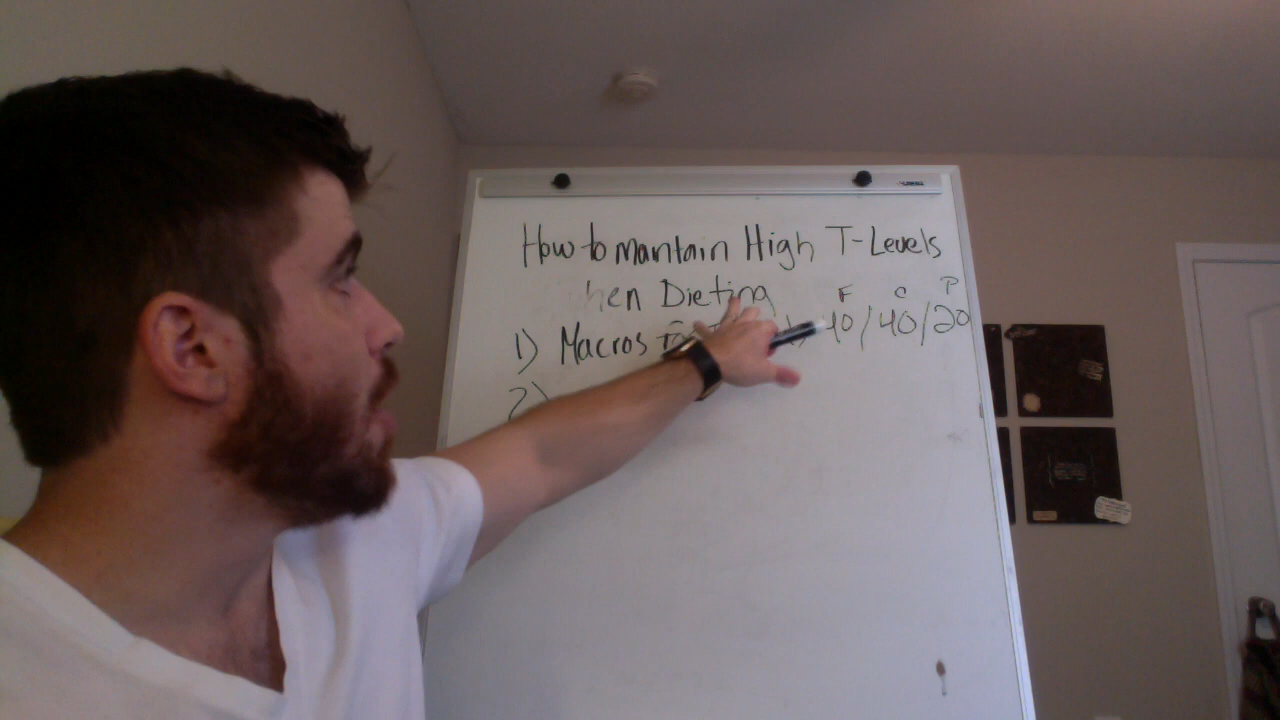 How to mantain High T-Levels
hen Dieting
F C P
1) Macros 40/40/20
2)